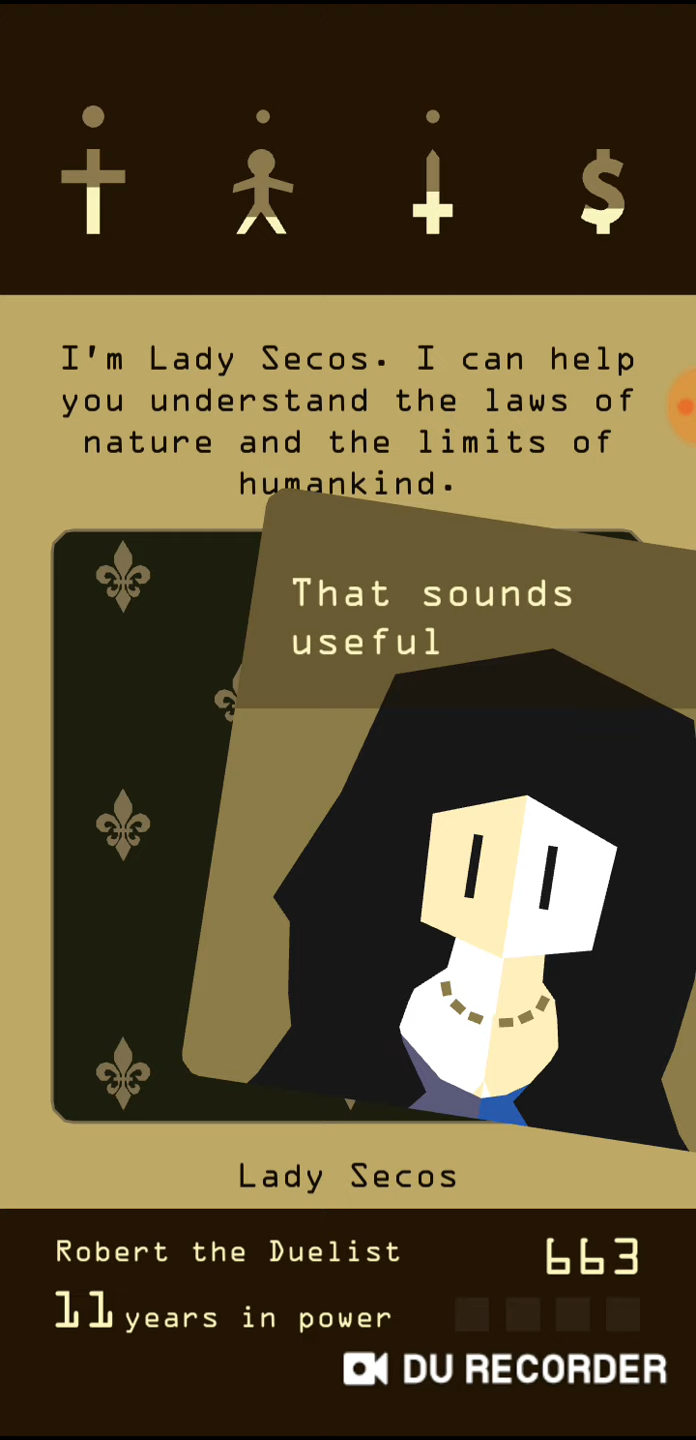 I'm Lady Secos. I can help
you understand the laws of
nature and the limits of
humankind.
That sounds
useful
Lady Secos
Robert the Duelist
663
11 years in power
DU RECORDER